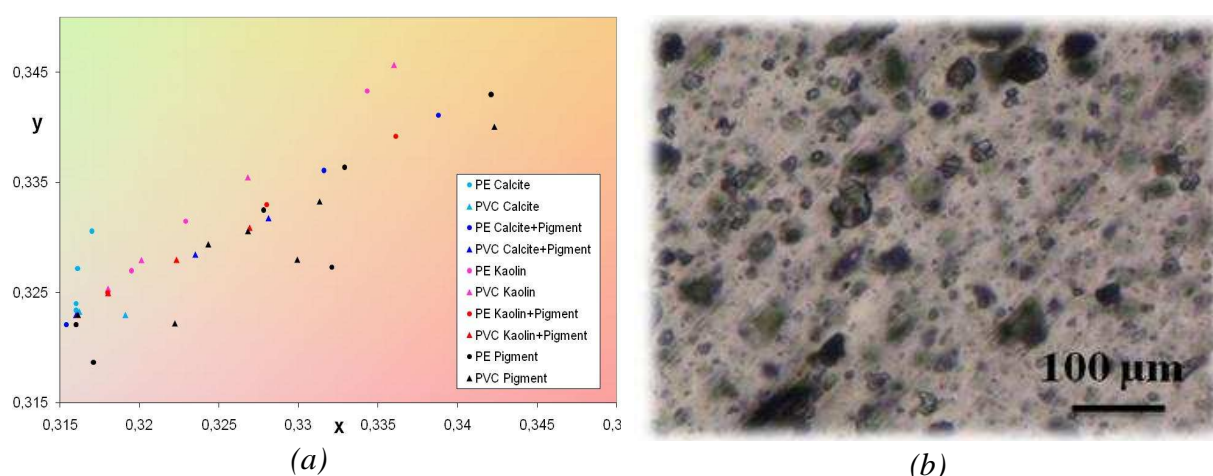 0,345
y
0,335
0,325
0,315
0,315
0,32
0,325
0,33
0,335
0,34
0,345
0,3
x
PE Calcite
PVC Calcite
PE Calcite+Pigment
PVC Calcite+Pigment
PE Kaolin
PVC Kaolin
PE Kaolin+Pigment
PVC Kaolin+Pigment
PE Pigment
PVC Pigment
(a)
100 μm
(b)